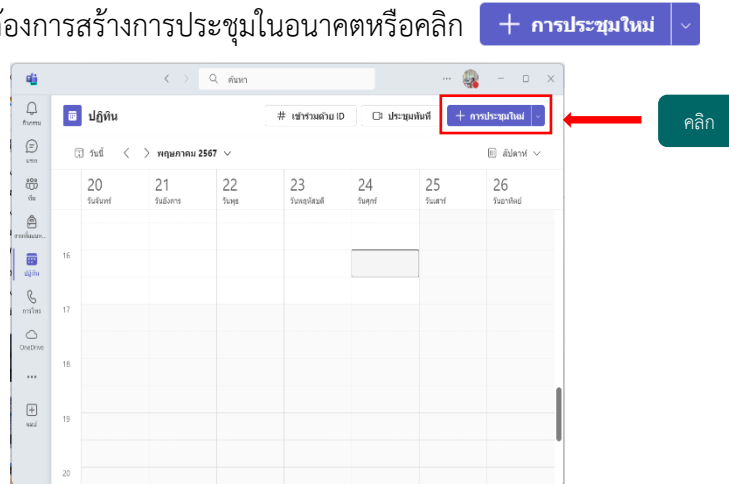 ้องการสร้างการประชุมในอนาคตหรือคลิก + การประชุมใหม่
ค้นหา
ปฏิทิน
# เข้าร่วมด้วย ID
ประชุมทันที
+ การประชุมใหม่
คลิก
วันนี้
พฤษภาคม 2567
สัปดาห์
20 21 22 23 24 25 26
วันจันทร์ วันอังคาร วันพุธ วันพฤหัสบดี วันศุกร์ วันเสาร์ วันอาทิตย์
กิจกรรม
แชท
ทีม
ปฏิทิน
การโทร
OneDrive
แอป
16
17
18
19
20